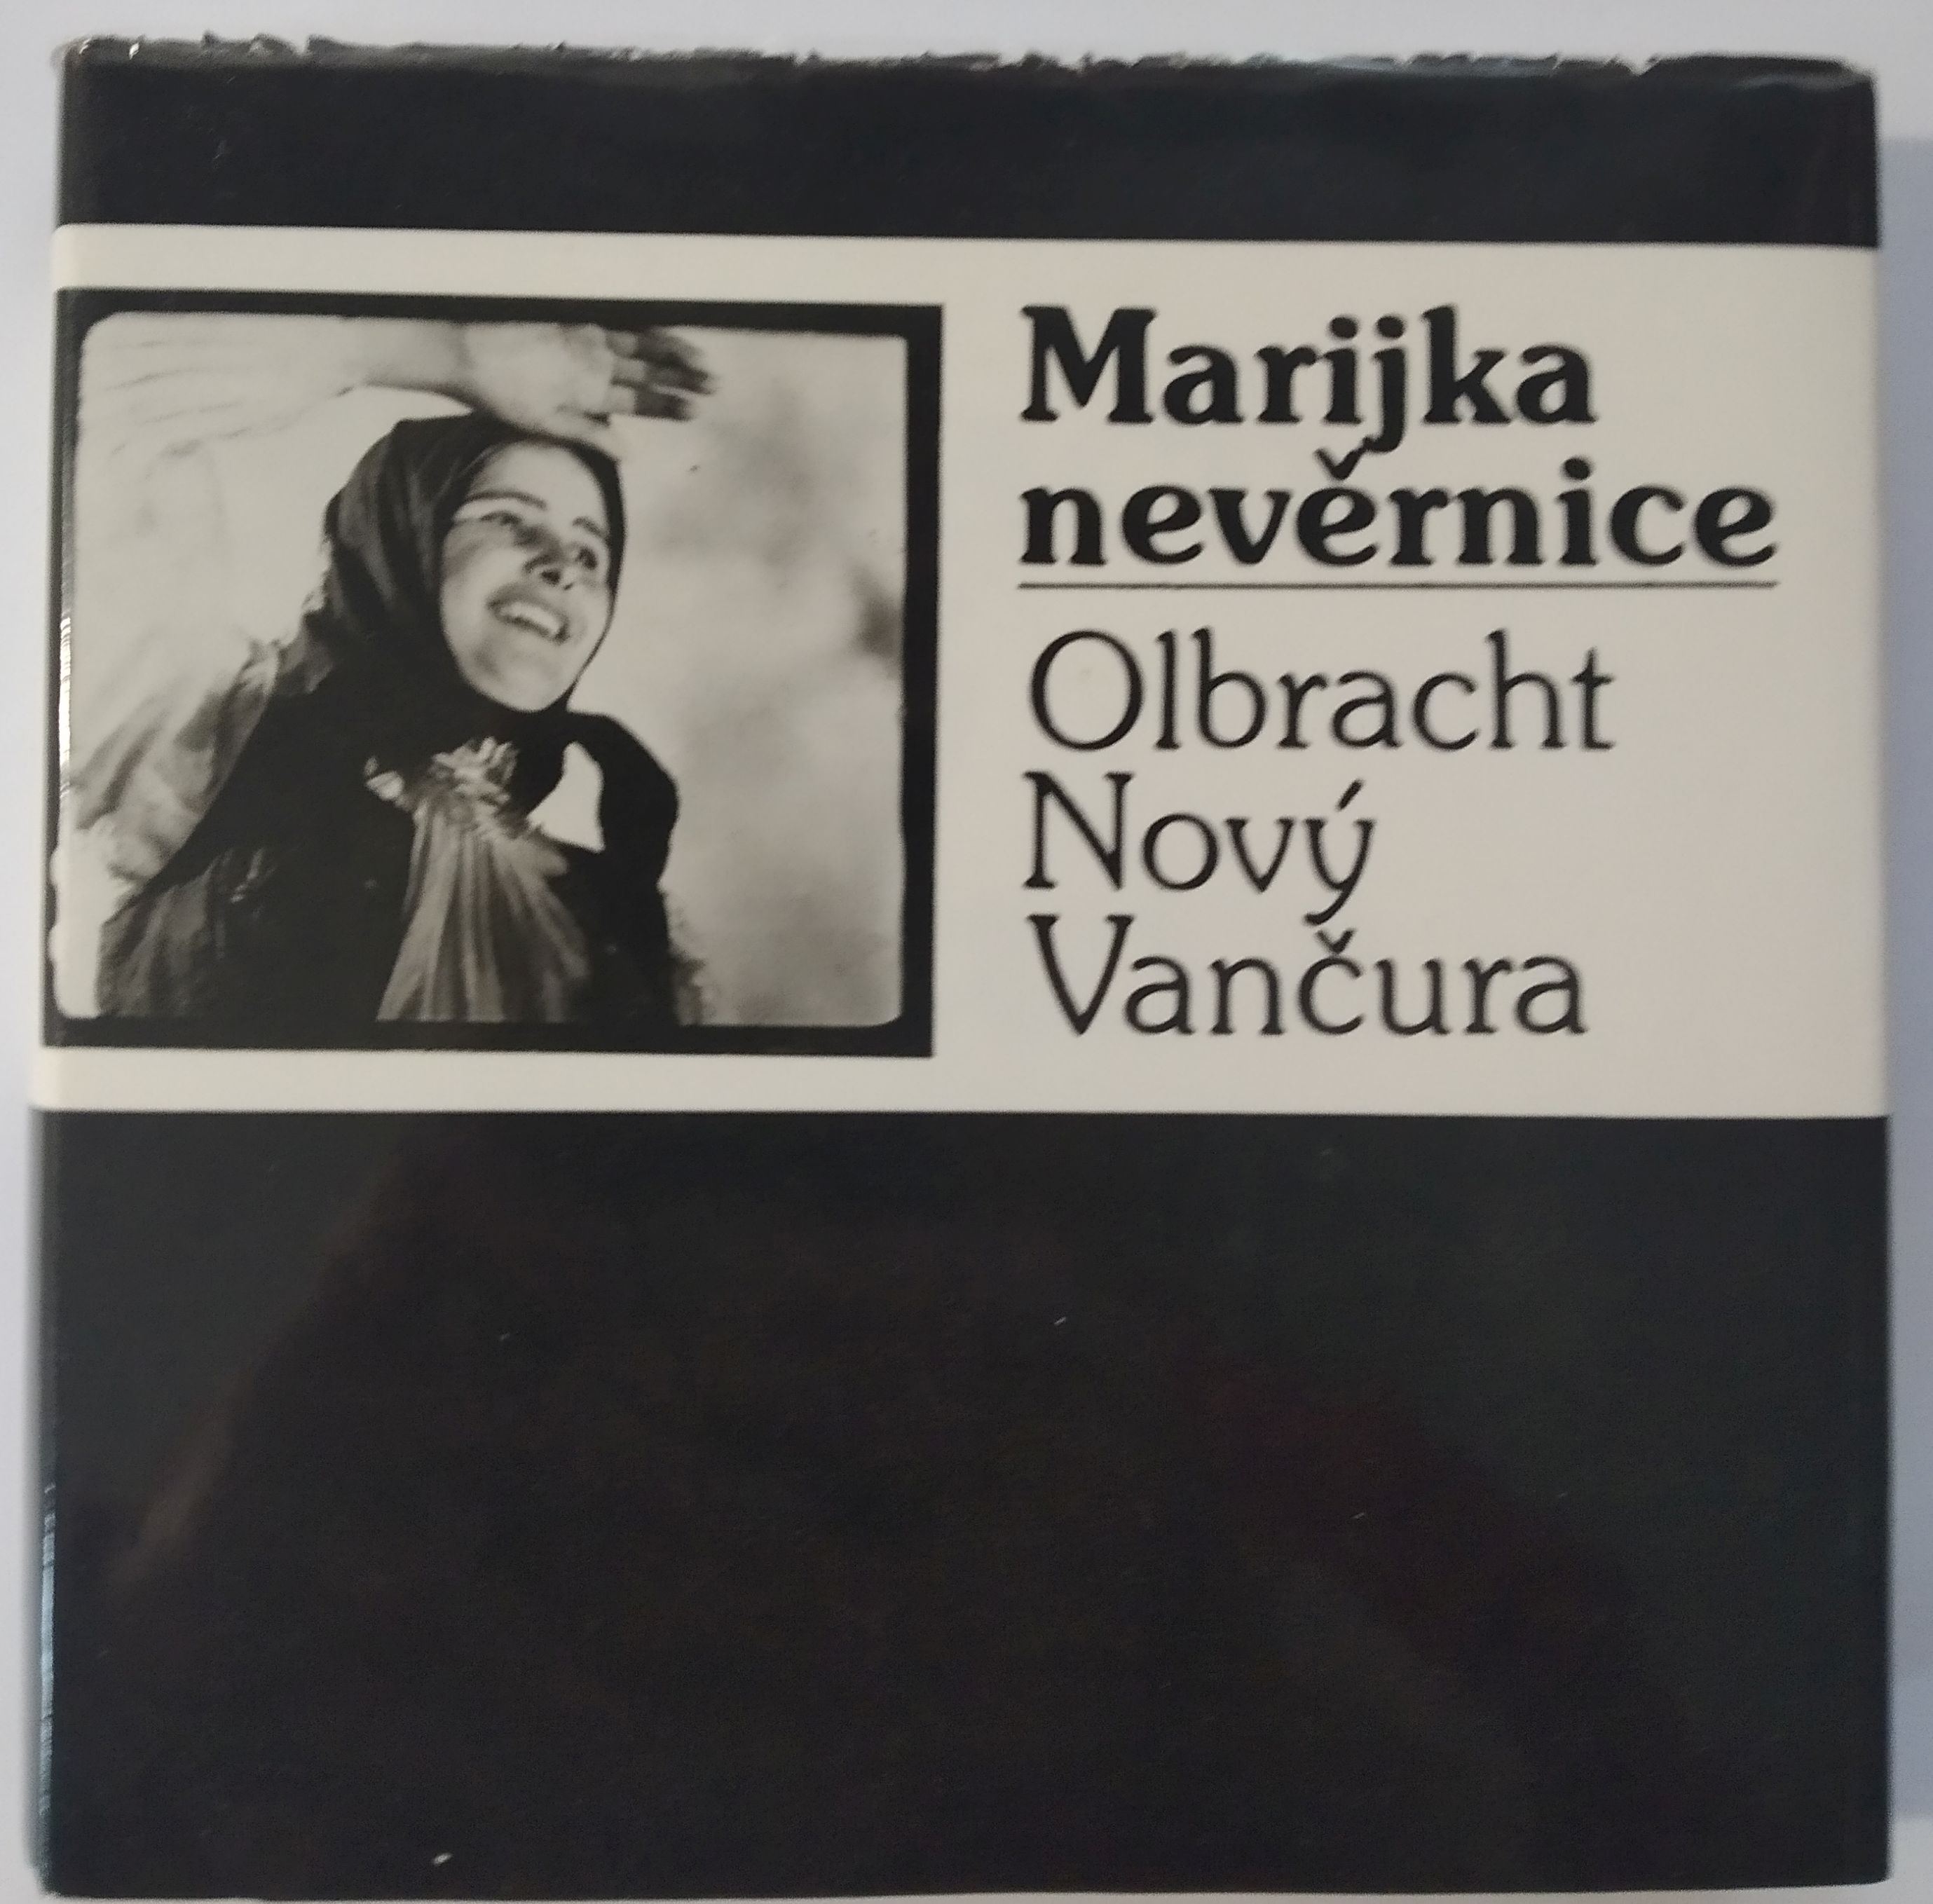 Marijka
nevěrnice
Olbracht
Nový
Vančura